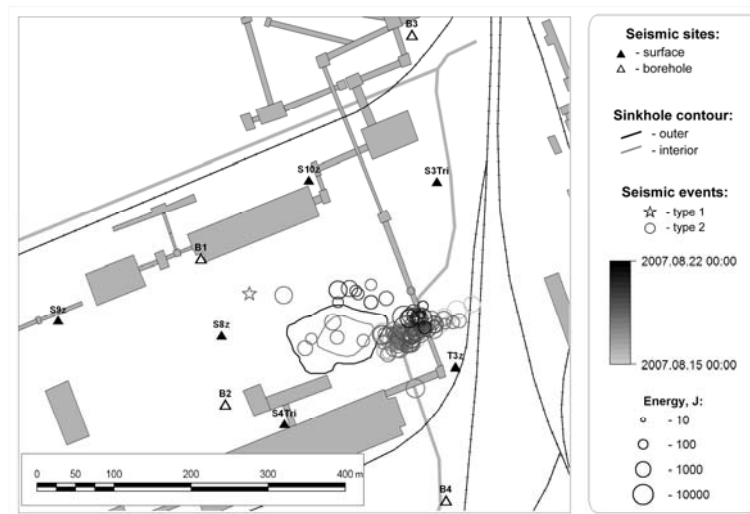 B3
S10z
S3Tri
B1
S9z
S8z
T3z
B2
S4Tri
B4
0 25 50 75 100 200 300 400 m
Seismic sites:
- surface
- borehole
Sinkhole contour:
- outer
- interior
Seismic events:
- type 1
- type 2
2007.08.22 00:00
2007.08.15 00:00
Energy, J:
- 10
- 100
- 1000
- 10000